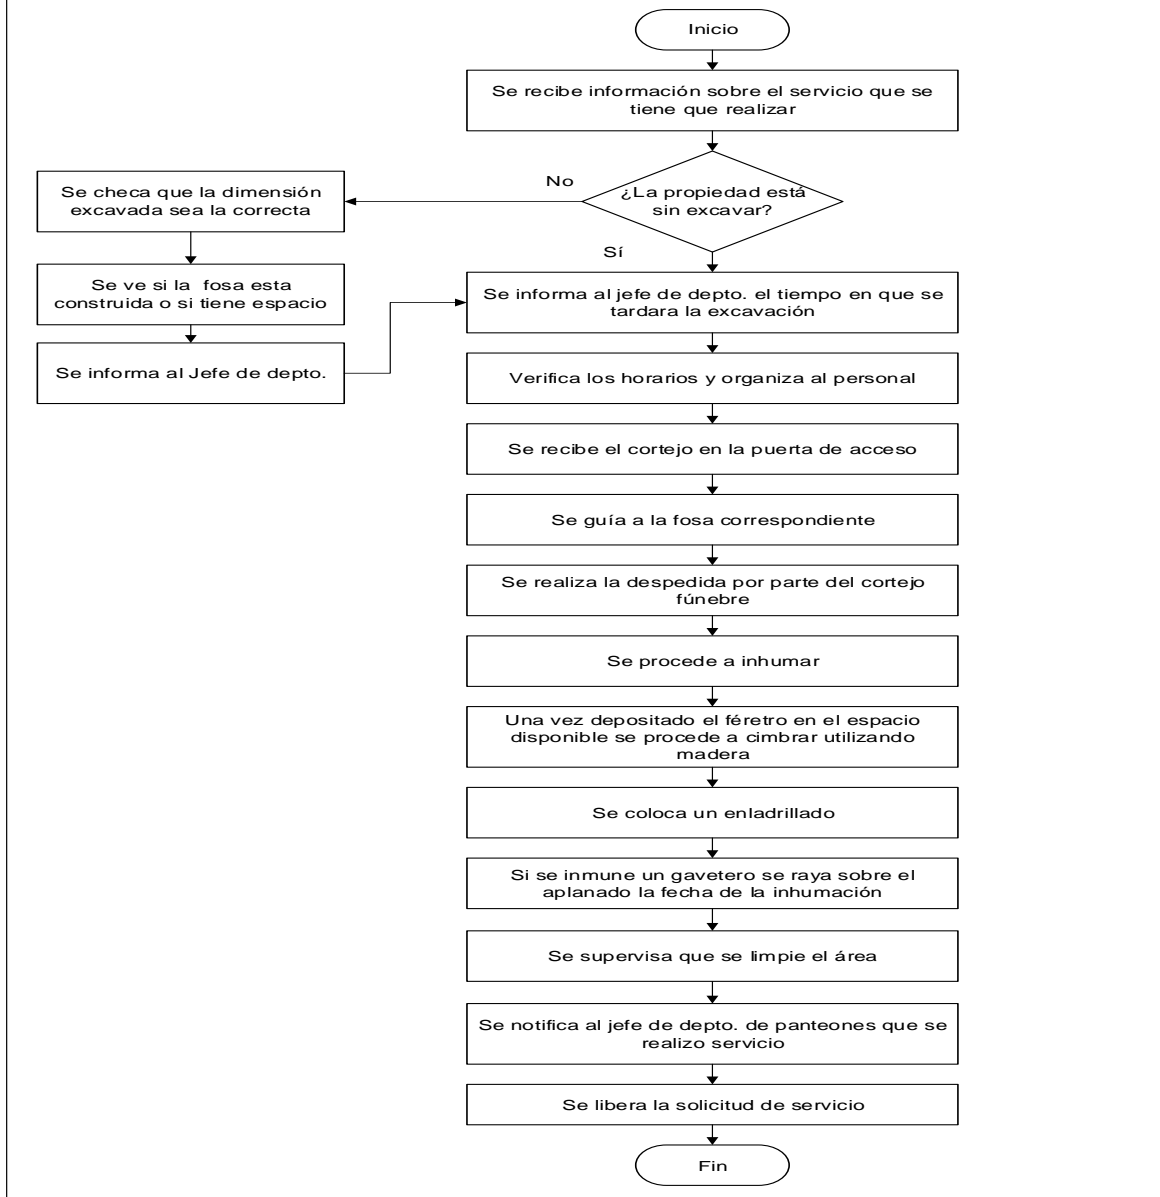 Inicio
Se recibe información sobre el servicio que se
tiene que realizar
No
¿La propiedad está
sin excavar?
Se checa que la dimensión
excavada sea la correcta
Sí
Se ve si la fosa esta
construida o si tiene espacio
Se informa al Jefe de depto.
Se informa al jefe de depto. el tiempo en que se
tardara la excavación
Verifica los horarios y organiza al personal
Se recibe el cortejo en la puerta de acceso
Se guía a la fosa correspondiente
Se realiza la despedida por parte del cortejo
fúnebre
Se procede a inhumar
Una vez depositado el féretro en el espacio
disponible se procede a cimbrar utilizando
madera
Se coloca un enladrillado
Si se inmune un gavetero se raya sobre el
aplanado la fecha de la inhumación
Se supervisa que se limpie el área
Se notifica al jefe de depto. de panteones que se
realizo servicio
Se libera la solicitud de servicio
Fin